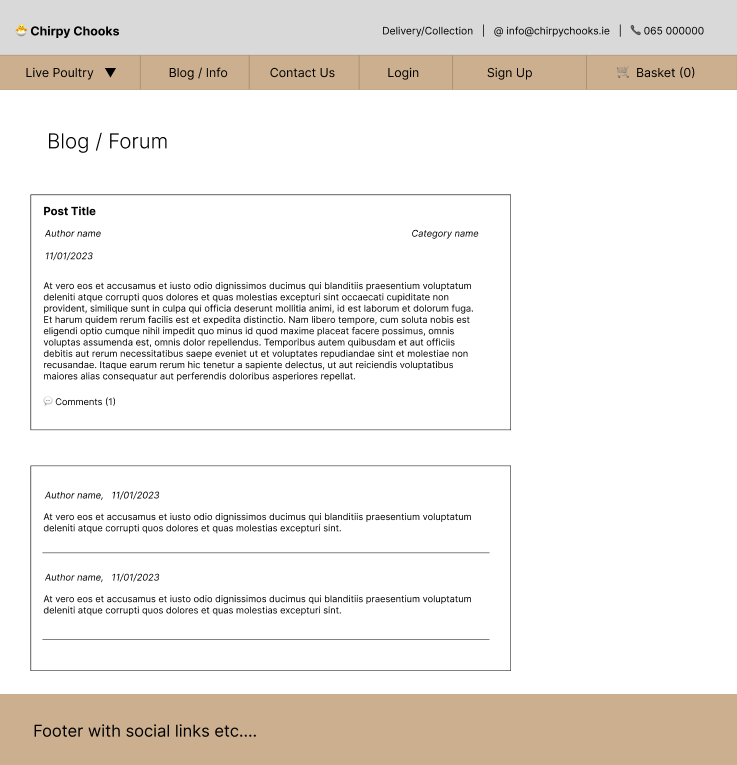 Chirpy Chooks
Delivery/Collection | @ info@chirpychooks.ie | 065 000000
Live Poultry ▼ Blog / Info Contact Us Login Sign Up Basket (0)
Blog / Forum
Post Title
Author name Category name
11/01/2023
At vero eos et accusamus et iusto odio dignissimos ducimus qui blanditiis praesentium voluptatum
deleniti atque corrupti quos dolores et quas molestias excepturi sint occaecati cupiditate non
provident, similique sunt in culpa qui officia deserunt mollitia animi, id est laborum et dolorum fuga.
Et harum quidem rerum facilis est et expedita distinctio. Nam libero tempore, cum soluta nobis est
eligendi optio cumque nihil impedit quo minus id quod maxime placeat facere possimus, omnis
voluptas assumenda est, omnis dolor repellendus. Temporibus autem quibusdam et aut officiis
debitis aut rerum necessitatibus saepe eveniet ut et voluptates repudiandae sint et molestiae non
recusandae. Itaque earum rerum hic tenetur a sapiente delectus, ut aut reiciendis voluptatibus
maiores alias consequatur aut perferendis doloribus asperiores repellat.
Comments (1)
Author name, 11/01/2023
At vero eos et accusamus et iusto odio dignissimos ducimus qui blanditiis praesentium voluptatum
deleniti atque corrupti quos dolores et quas molestias excepturi sint.
Author name, 11/01/2023
At vero eos et accusamus et iusto odio dignissimos ducimus qui blanditiis praesentium voluptatum
deleniti atque corrupti quos dolores et quas molestias excepturi sint.
Footer with social links etc....